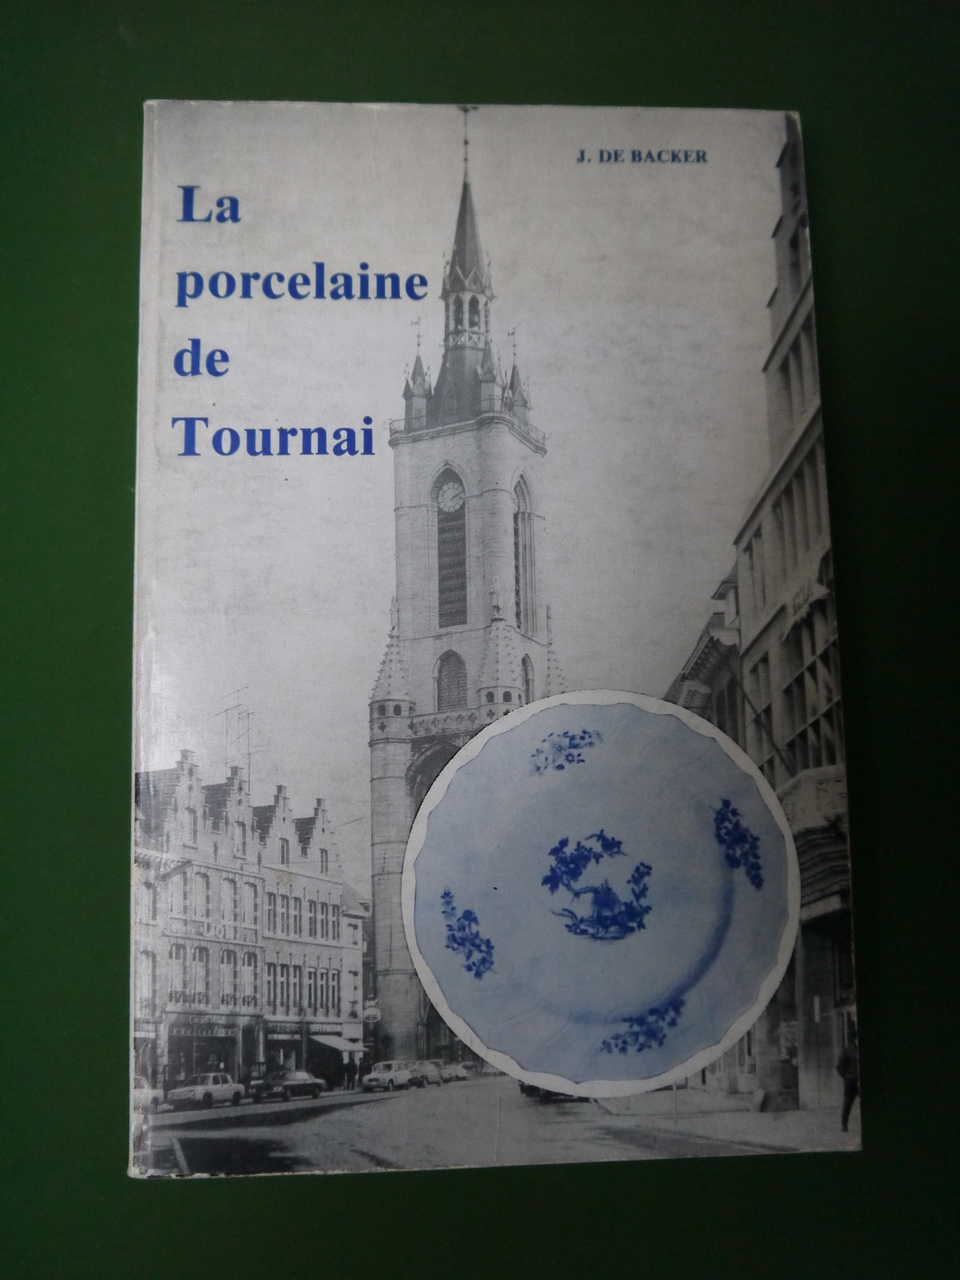 J. DE BACKER
La
porcelaine
de
Tournai